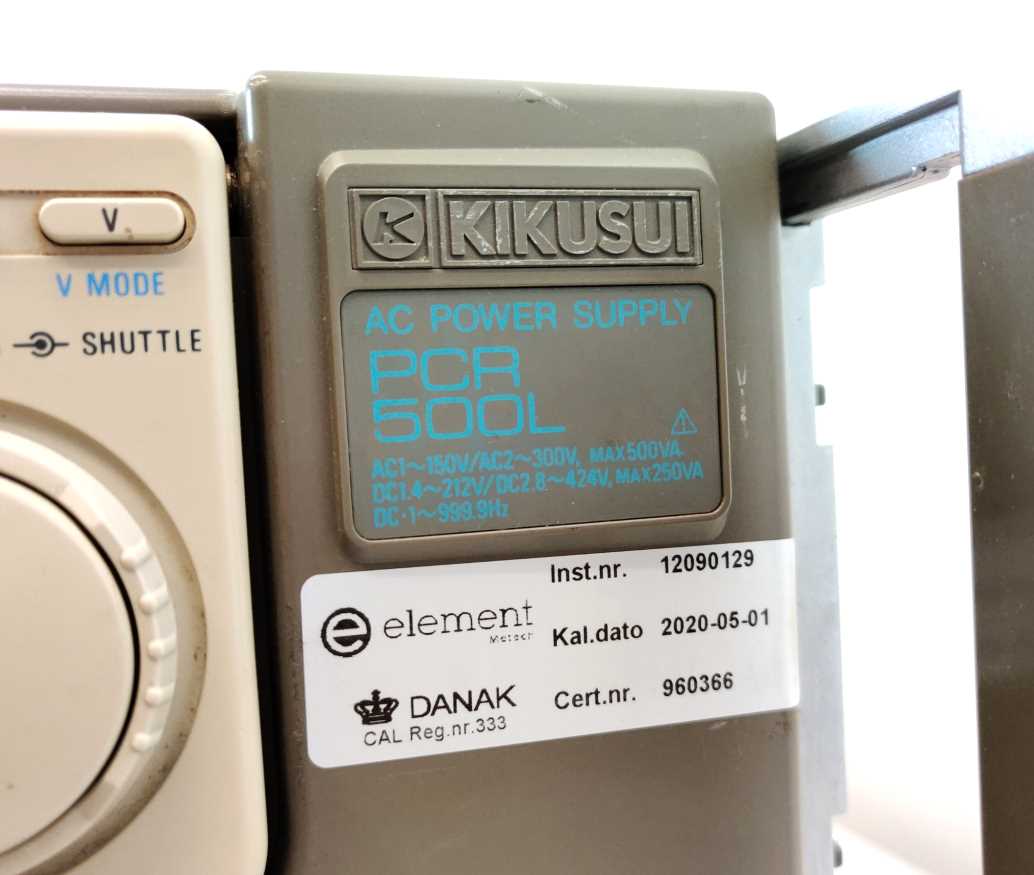 V
V MODE
SHUTTLE
K KIKUSUI
AC POWER SUPPLY
PCR
500L
AC1~150V/AC2~300V, MAX500VA.
DC1.4~212V/DC2.8~424V, MAX250VA
DC·1~999.9Hz
Inst.nr. 12090129
e element
Metech
Kal.dato 2020-05-01
DANAK
Cert.nr. 960366
CAL Reg.nr.333